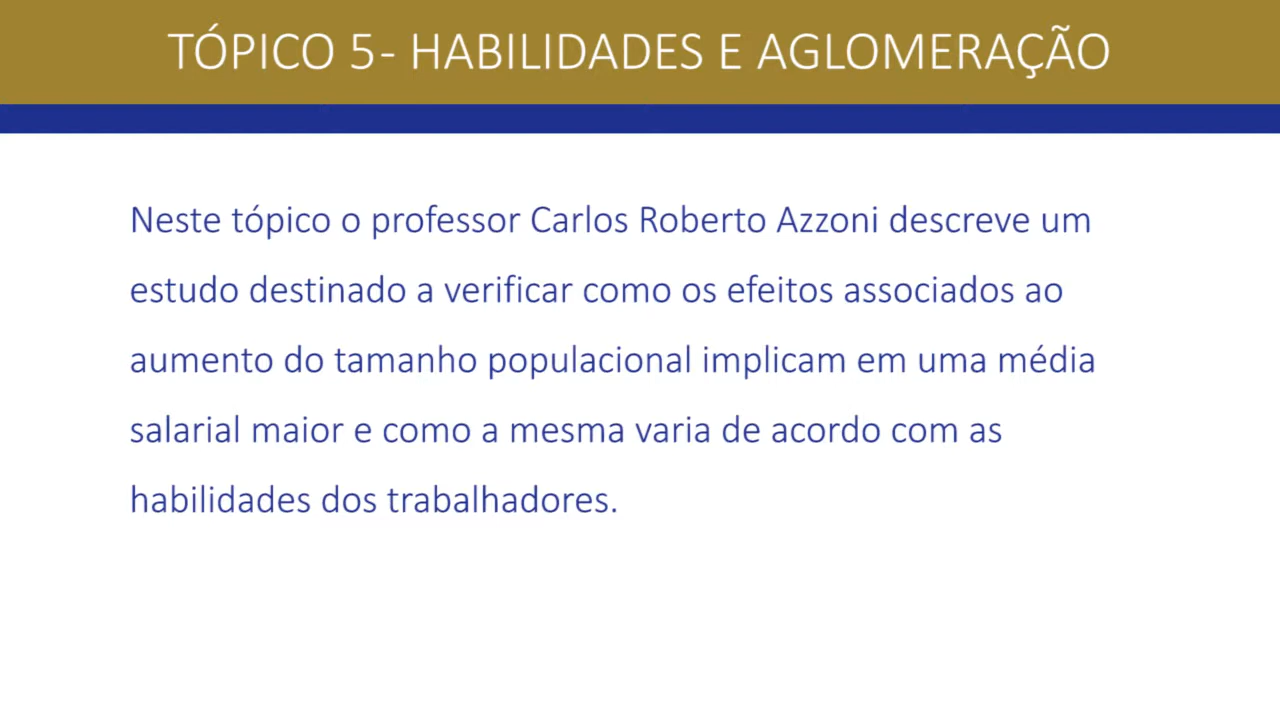 TÓPICO 5- HABILIDADES E AGLOMERAÇÃO
Neste tópico o professor Carlos Roberto Azzoni descreve um
estudo destinado a verificar como os efeitos associados ao
aumento do tamanho populacional implicam em uma média
salarial maior e como a mesma varia de acordo com as
habilidades dos trabalhadores.